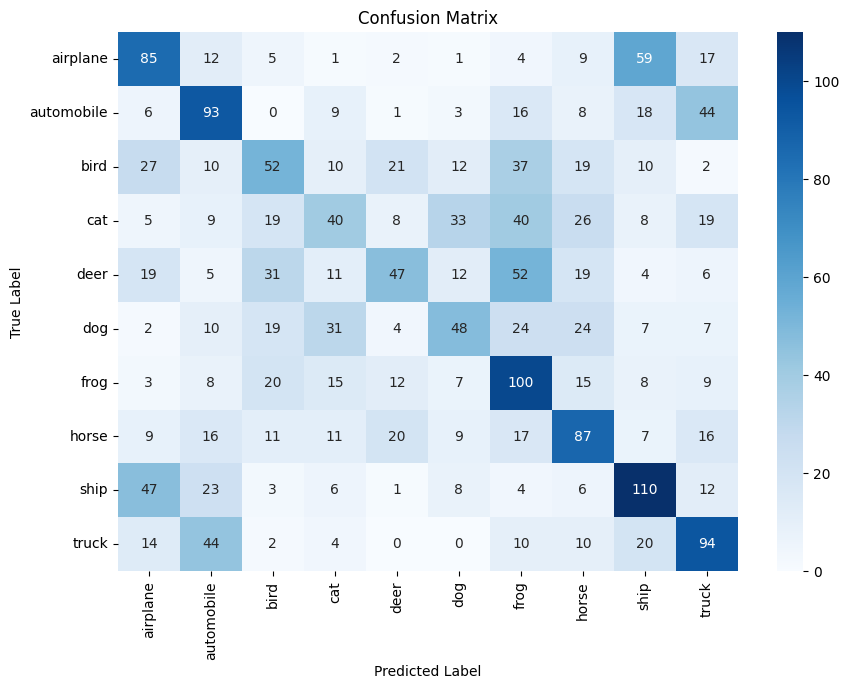 Confusion Matrix
True Label
airplane 85 12 5 1 2 1 4 9 59 17
automobile 6 93 0 9 1 3 16 8 18 44
bird 27 10 52 10 21 12 37 19 10 2
cat 5 9 19 40 8 33 40 26 8 19
deer 19 5 31 11 47 12 52 19 4 6
dog 2 10 19 31 4 48 24 24 7 7
frog 3 8 20 15 12 7 100 15 8 9
horse 9 16 11 11 20 9 17 87 7 16
ship 47 23 3 6 1 8 4 6 110 12
truck 14 44 2 4 0 0 10 10 20 94
airplane automobile bird cat deer dog frog horse ship truck
Predicted Label
100
80
60
40
20
0